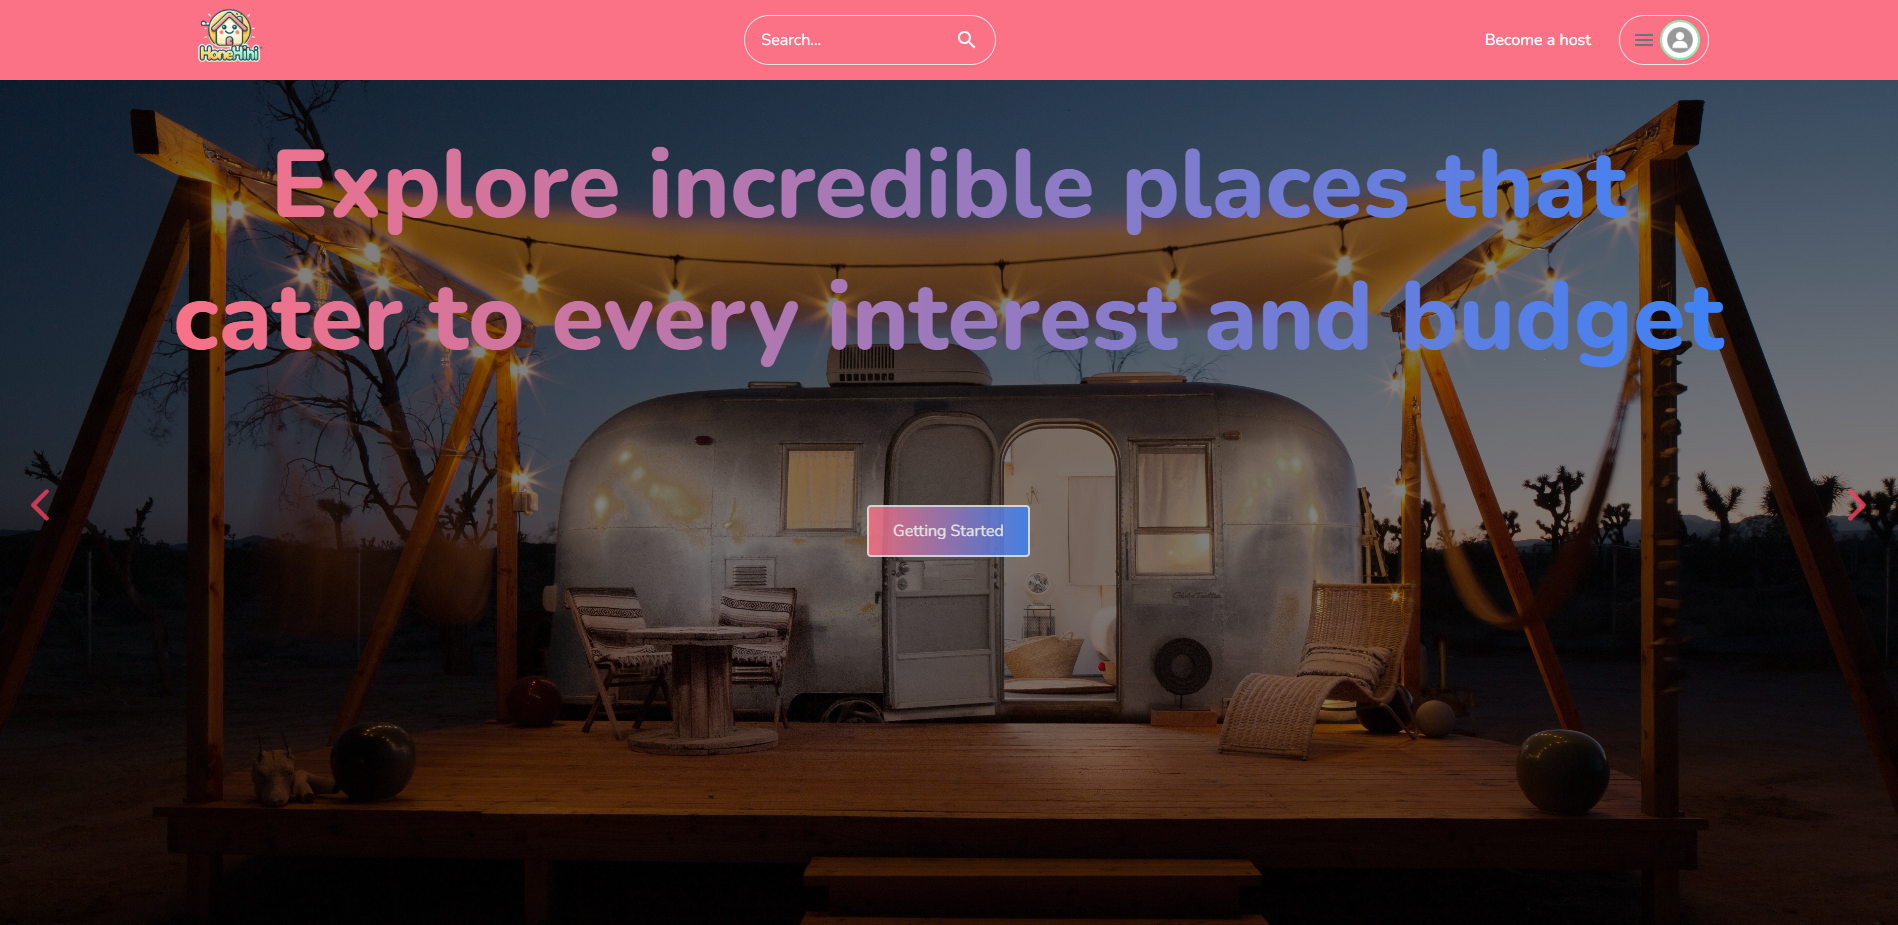 HomeHihi
Search...
Become a host
Explore incredible places that
cater to every interest and budget
Getting Started